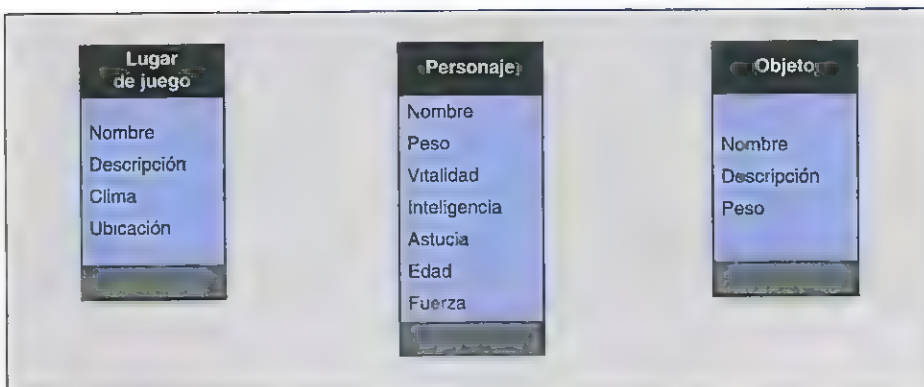 Lugar
de juego
Nombre
Descripción
Clima
Ubicación
Personaje
Nombre
Peso
Vitalidad
Inteligencia
Astucia
Edad
Fuerza
Objeto
Nombre
Descripción
Peso